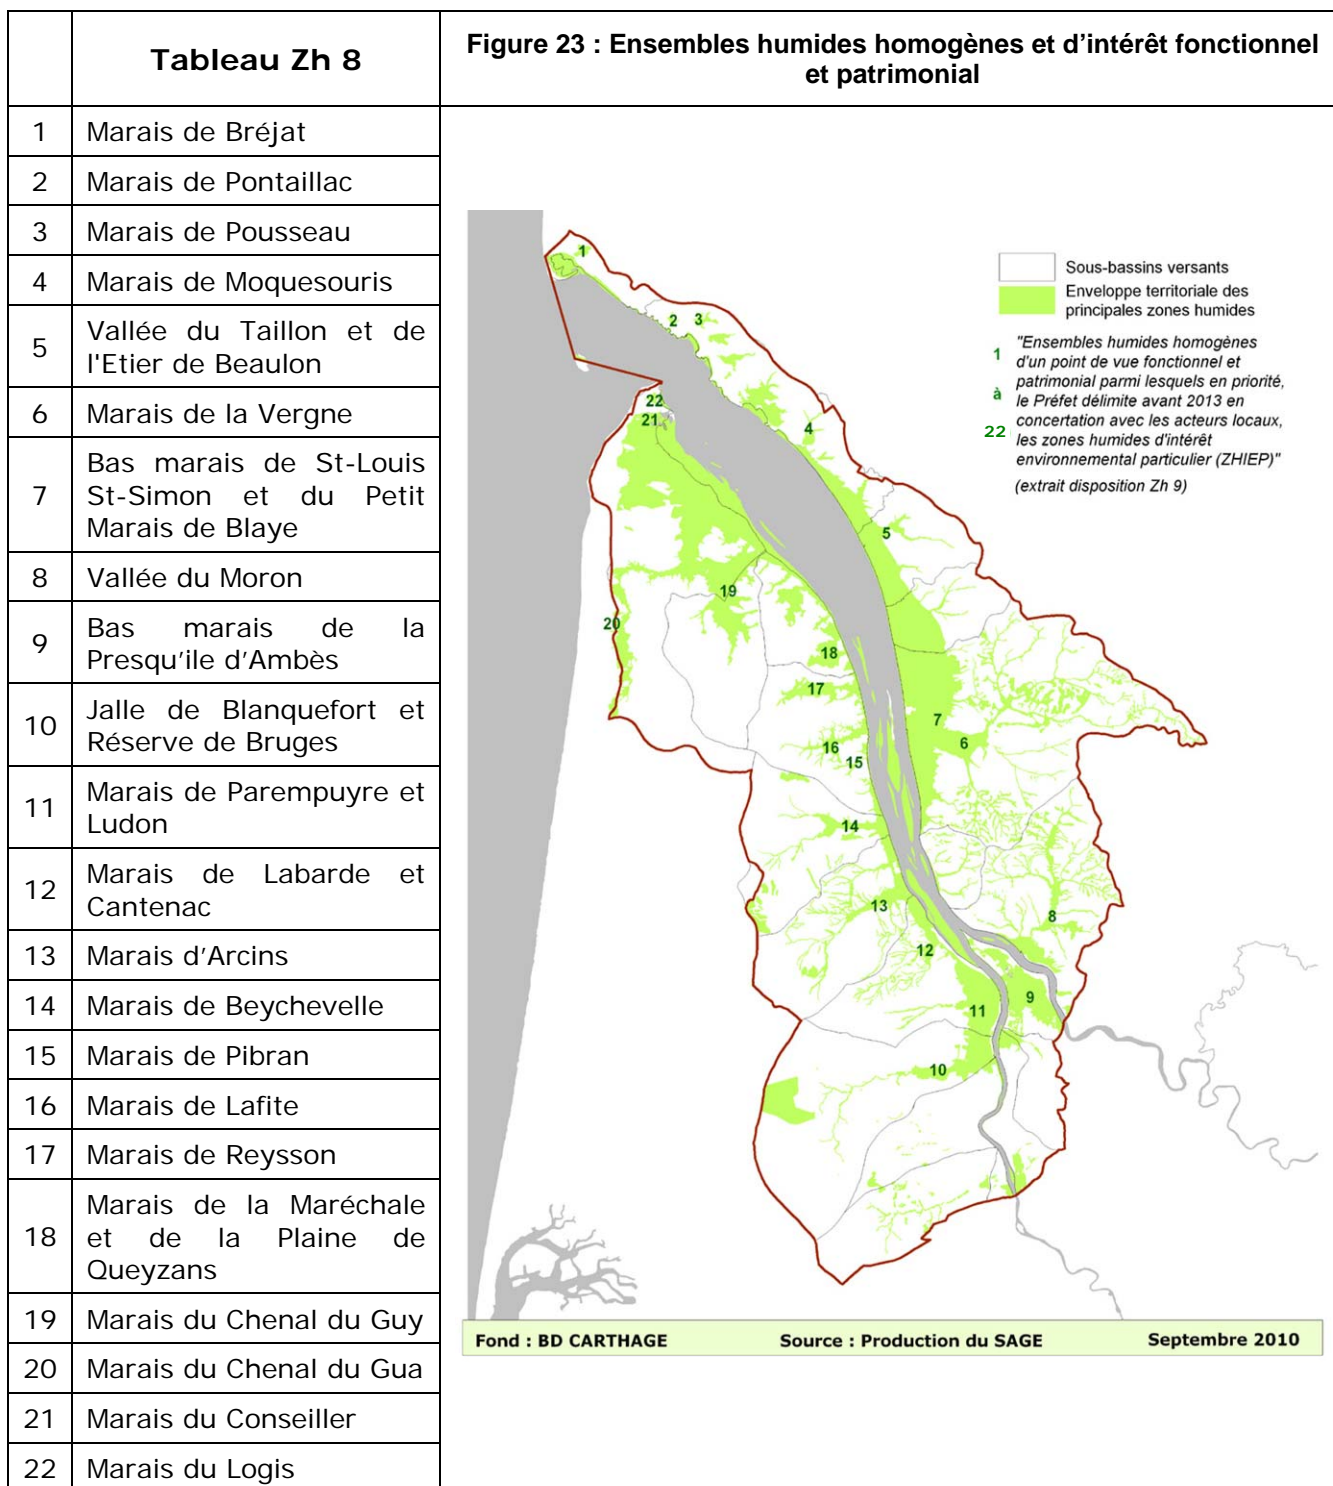 Tableau Zh 8
Figure 23 : Ensembles humides homogènes et d'intérêt fonctionnel
et patrimonial
1 Marais de Bréjat
2 Marais de Pontaillac
3 Marais de Pousseau
4 Marais de Moquesouris
5 Vallée du Taillon et de
l'Etier de Beaulon
6 Marais de la Vergne
7 Bas marais de St-Louis
St-Simon et du Petit
Marais de Blaye
8 Vallée du Moron
9 Bas marais de la
Presqu'ile d'Ambès
10 Jalle de Blanquefort et
Réserve de Bruges
11 Marais de Parempuyre et
Ludon
12 Marais de Labarde et
Cantenac
13 Marais d'Arcins
14 Marais de Beychevelle
15 Marais de Pibran
16 Marais de Lafite
17 Marais de Reysson
18 Marais de la Maréchale
et de la Plaine de
Queyzans
19 Marais du Chenal du Guy
20 Marais du Chenal du Gua
21 Marais du Conseiller
22 Marais du Logis
Sous-bassins versants
Enveloppe territoriale des
principales zones humides
1 à 22
"Ensembles humides homogènes
d'un point de vue fonctionnel et
patrimonial parmi lesquels en priorité,
le Préfet délimite avant 2013 en
concertation avec les acteurs locaux,
les zones humides d'intérêt
environnemental particulier (ZHIEP)"
(extrait disposition Zh 9)
1
2
3
22
21
4
5
19
20
18
17
7
6
16
15
14
13
8
12
9
11
10
Fond : BD CARTHAGE
Source : Production du SAGE
Septembre 2010